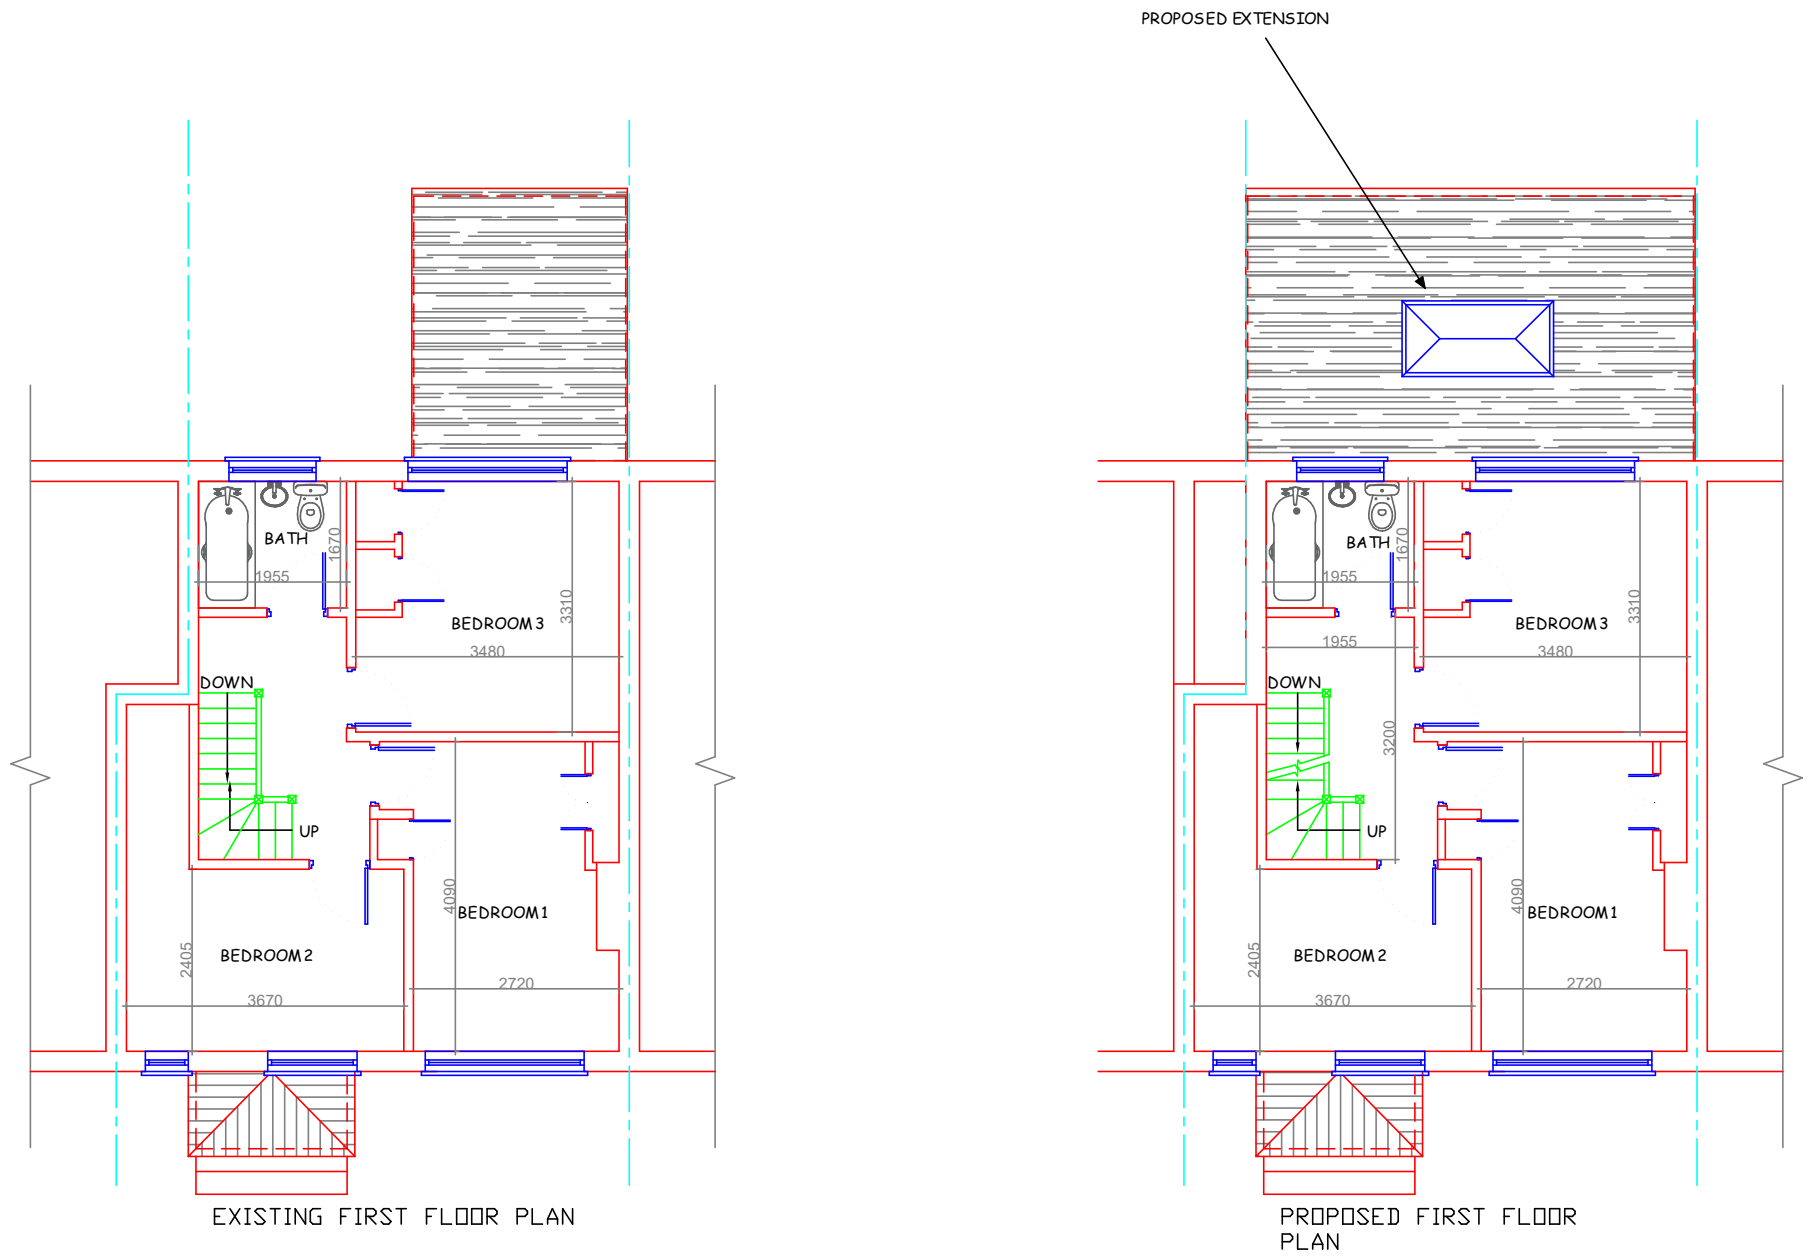 PROPOSED EXTENSION
BATH
1670
1955
BEDROOM 3
3310
3480
DOWN
UP
4090
BEDROOM 1
2405
BEDROOM 2
2720
3670
EXISTING FIRST FLOOR PLAN
BATH
1670
1955
BEDROOM 3
3310
1955
3480
DOWN
3200
UP
4090
BEDROOM 1
2405
BEDROOM 2
2720
3670
PROPOSED FIRST FLOOR
PLAN